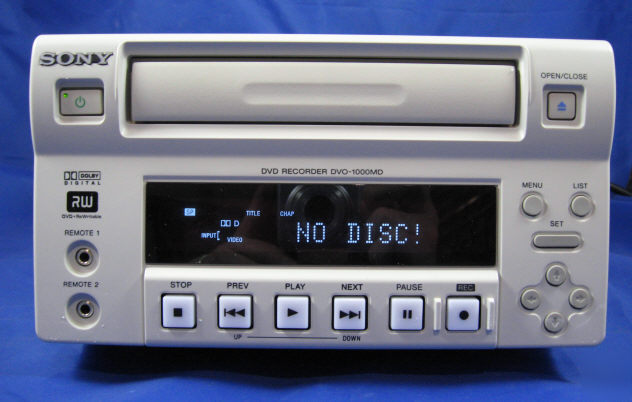 SONY
OPEN/CLOSE
DVD RECORDER DVO-1000MD
DOLBY
DIGITAL
RW
DVD+ReWritable
REMOTE 1
REMOTE 2
SP
TITLE
CHAP
D
INPUT[
VIDEO
NO DISC!
MENU
LIST
SET
STOP
PREV
PLAY
NEXT
PAUSE
REC
UP
DOWN